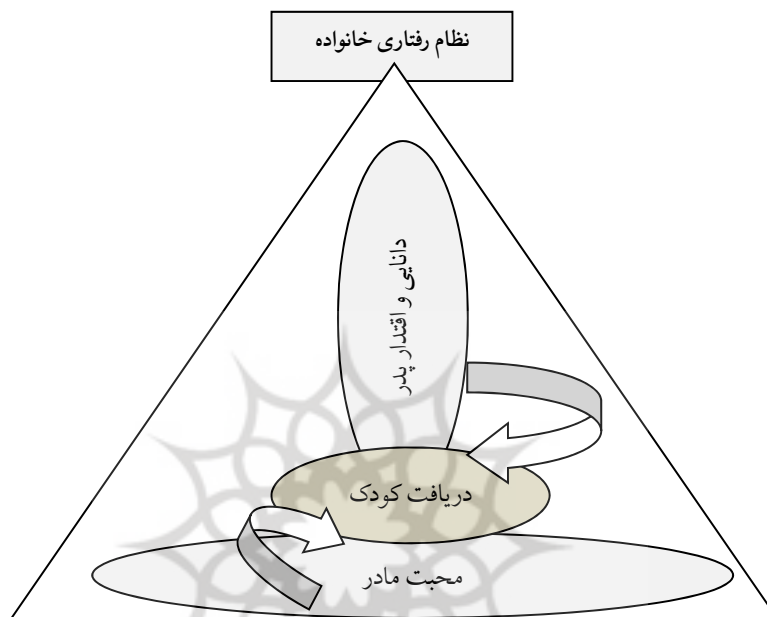 نظام رفتاری خانواده
دانایی و اقتدار پدر
دریافت کودک
محبت مادر